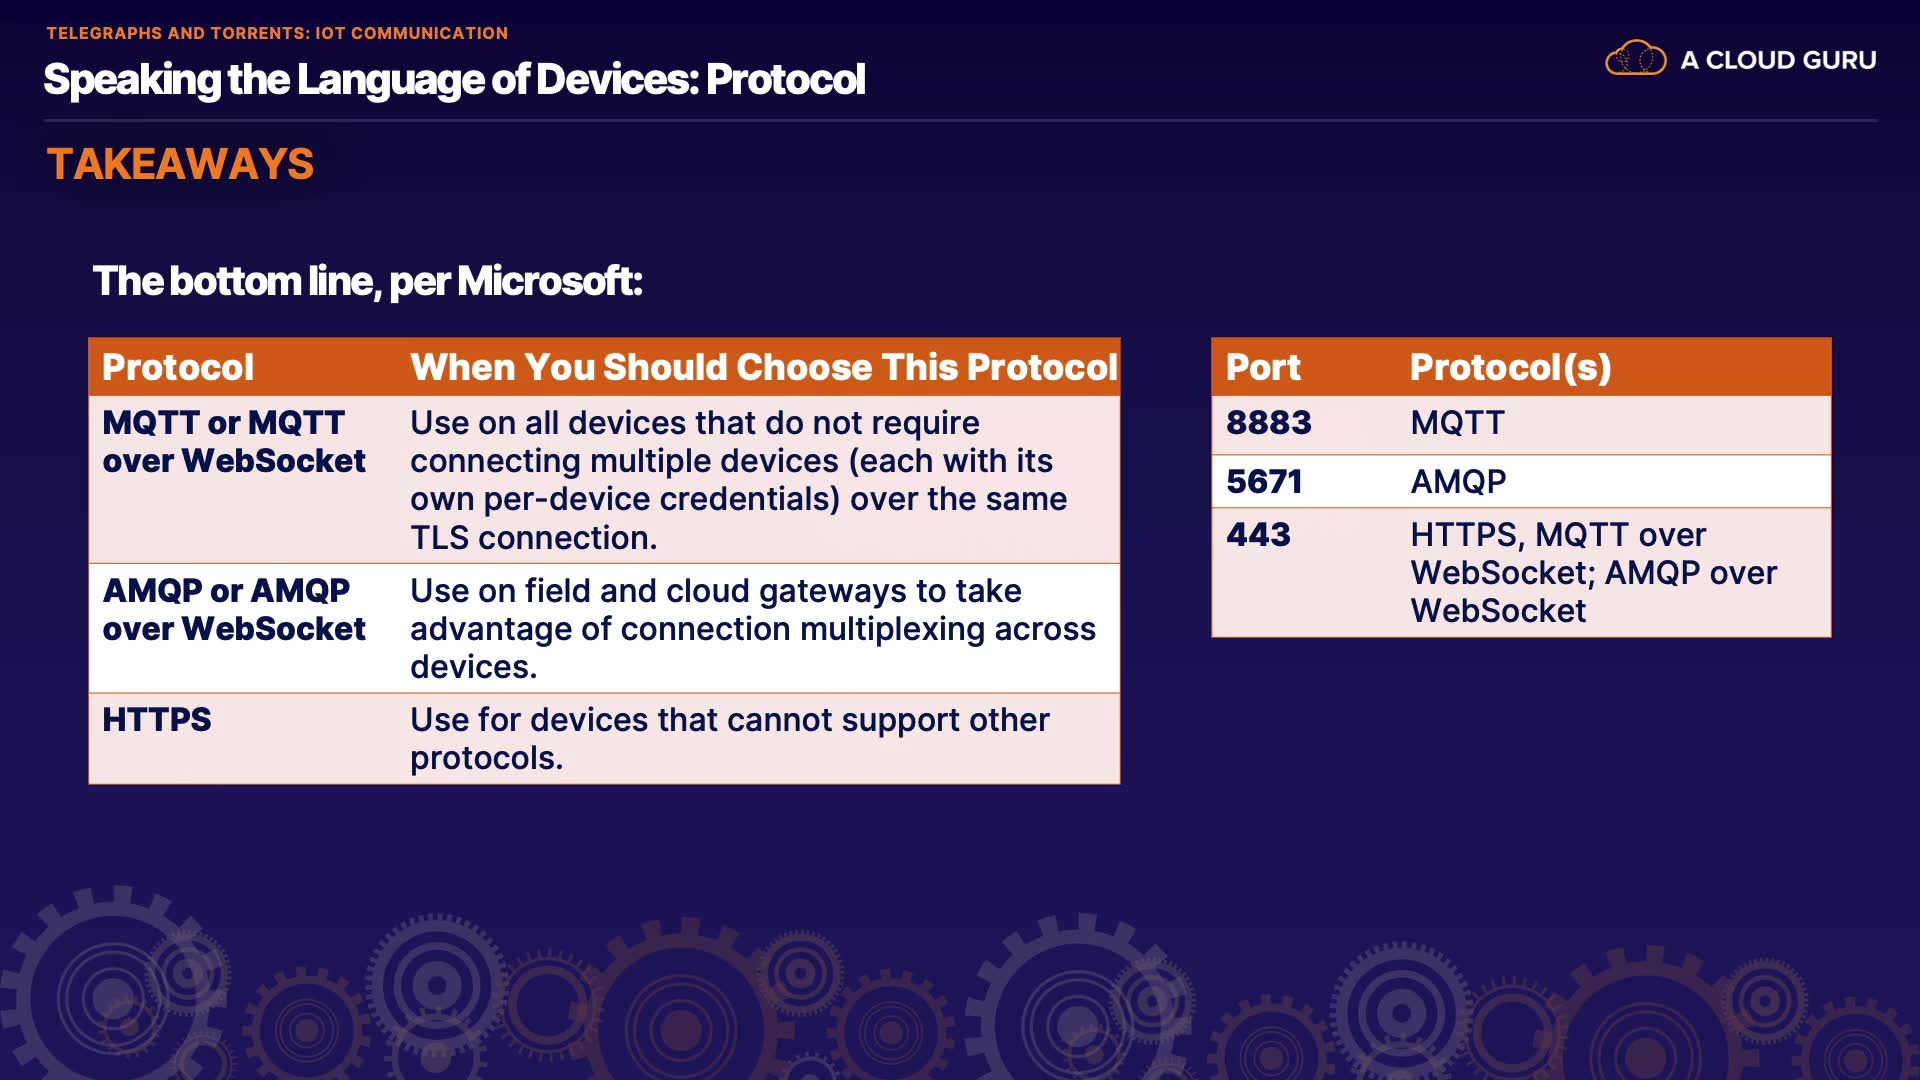 TELEGRAPHS AND TORRENTS: IOT COMMUNICATION
Speaking the Language of Devices: Protocol
A CLOUD GURU
TAKEAWAYS
The bottom line, per Microsoft:
Protocol When You Should Choose This Protocol
MQTT or MQTT over WebSocket
Use on all devices that do not require
connecting multiple devices (each with its
own per-device credentials) over the same
TLS connection.
AMQP or AMQP over WebSocket
Use on field and cloud gateways to take
advantage of connection multiplexing across
devices.
HTTPS
Use for devices that cannot support other
protocols.
Port Protocol(s)
8883 MQTT
5671 AMQP
443 HTTPS, MQTT over
WebSocket; AMQP over
WebSocket